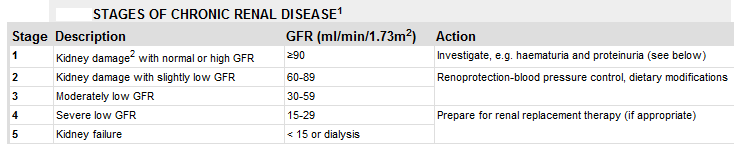 STAGES OF CHRONIC RENAL DISEASE¹
Stage Description GFR (ml/min/1.73m²) Action
1 Kidney damage² with normal or high GFR ≥90 Investigate, e.g. haematuria and proteinuria (see below)
2 Kidney damage with slightly low GFR 60-89 Renoprotection-blood pressure control, dietary modifications
3 Moderately low GFR 30-59
4 Severe low GFR 15-29 Prepare for renal replacement therapy (if appropriate)
5 Kidney failure < 15 or dialysis